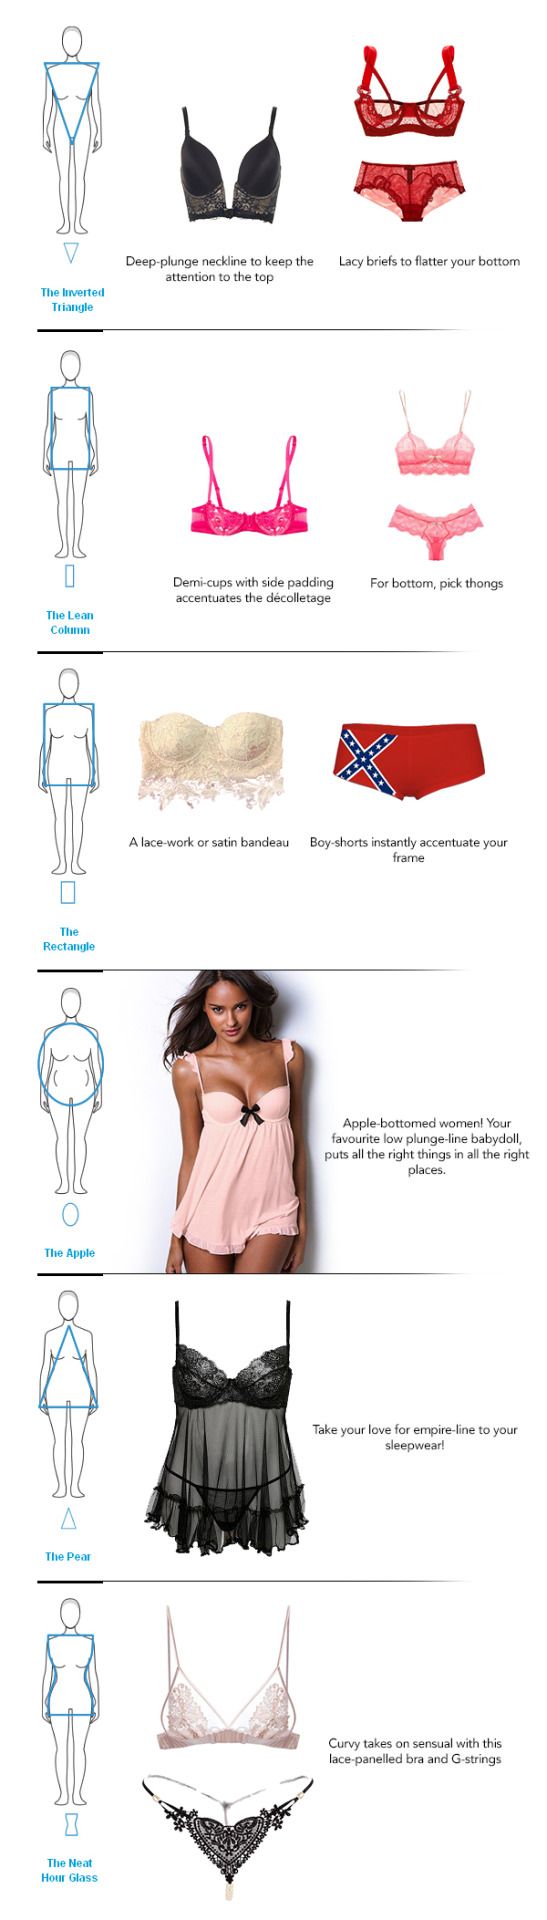 Deep-plunge neckline to keep the
attention to the top
Lacy briefs to flatter your bottom
The Inverted
Triangle
Demi-cups with side padding
accentuates the décolletage
For bottom, pick thongs
The Lean
Column
A lace-work or satin bandeau
Boy-shorts instantly accentuate your
frame
The
Rectangle
Apple-bottomed women! Your
favourite low plunge-line babydoll,
puts all the right things in all the right
places.
The Apple
Take your love for empire-line to your
sleepwear!
The Pear
Curvy takes on sensual with this
lace-panelled bra and G-strings
The Neat
Hour Glass